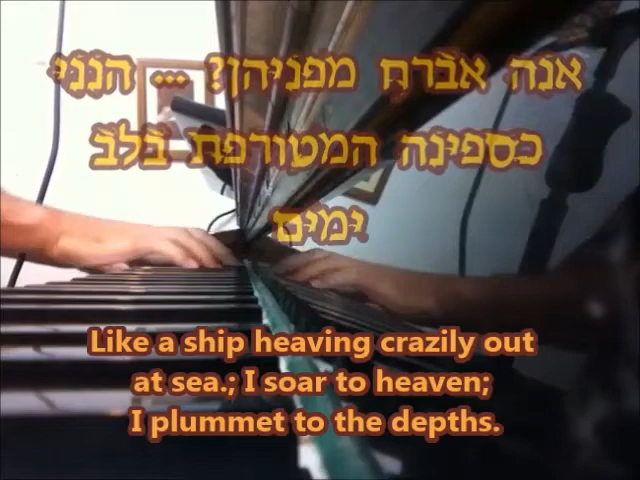 אנה אברח מפניהן? ... הנני
כספינה המטורפת בלב
ימים
Like a ship heaving crazily out
at sea.; I soar to heaven;
I plummet to the depths.